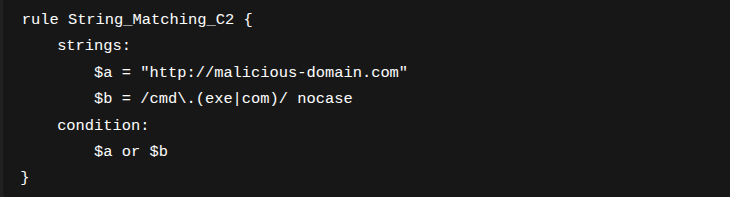 rule String_Matching_C2 {
    strings:
        $a = "http://malicious-domain.com"
        $b = /cmd\.(exe|com)/ nocase
    condition:
        $a or $b
}